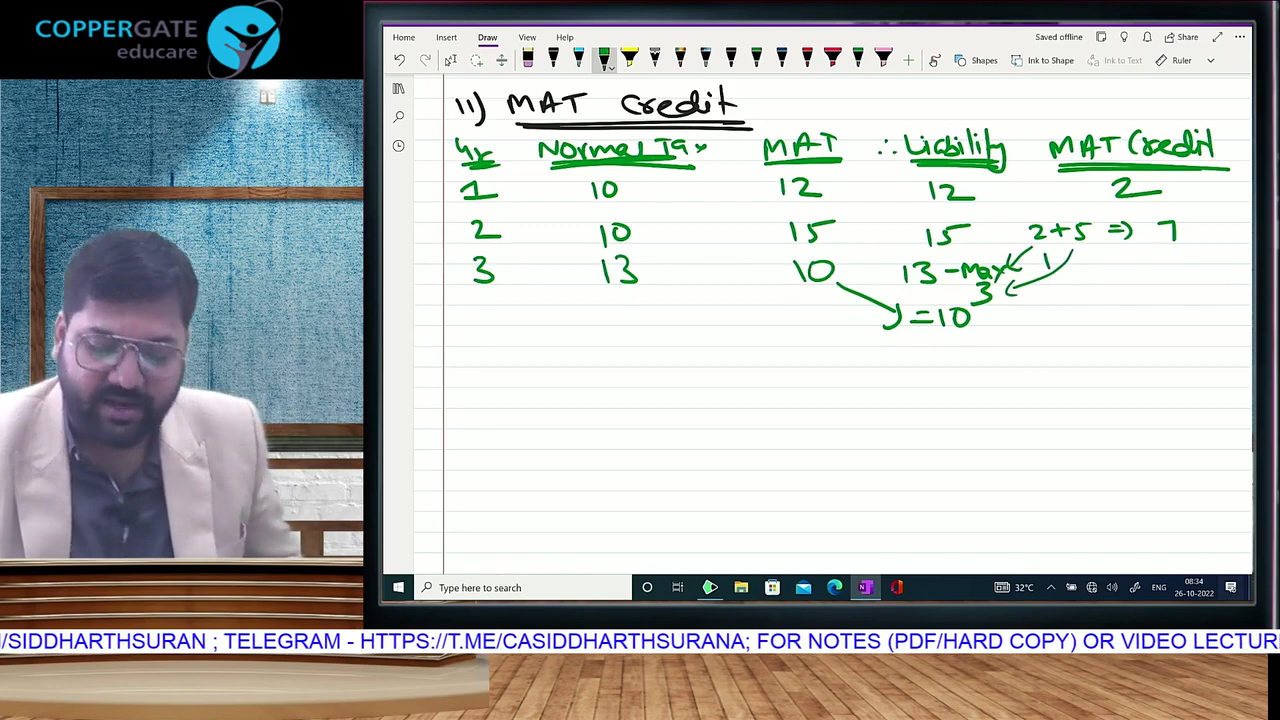 COPPERGATE
educare
Home Insert Draw View Help
Saved offline
Share
Shapes
Ink to Shape
Ink to Text
Ruler
11) MAT Credit
Yr Normal Tax MAT ∴ Liability MAT Credit
1 10 12 12 2
2 10 15 15 2+5 => 7
3 13 10 13 - Max 1
3
=10
Type here to search
32°C
ENG
08:34
26-10-2022
/SIDDHARTHSURAN ; TELEGRAM - HTTPS://T.ME/CASIDDHARTHSURANA; FOR NOTES (PDF/HARD COPY) OR VIDEO LECTUR